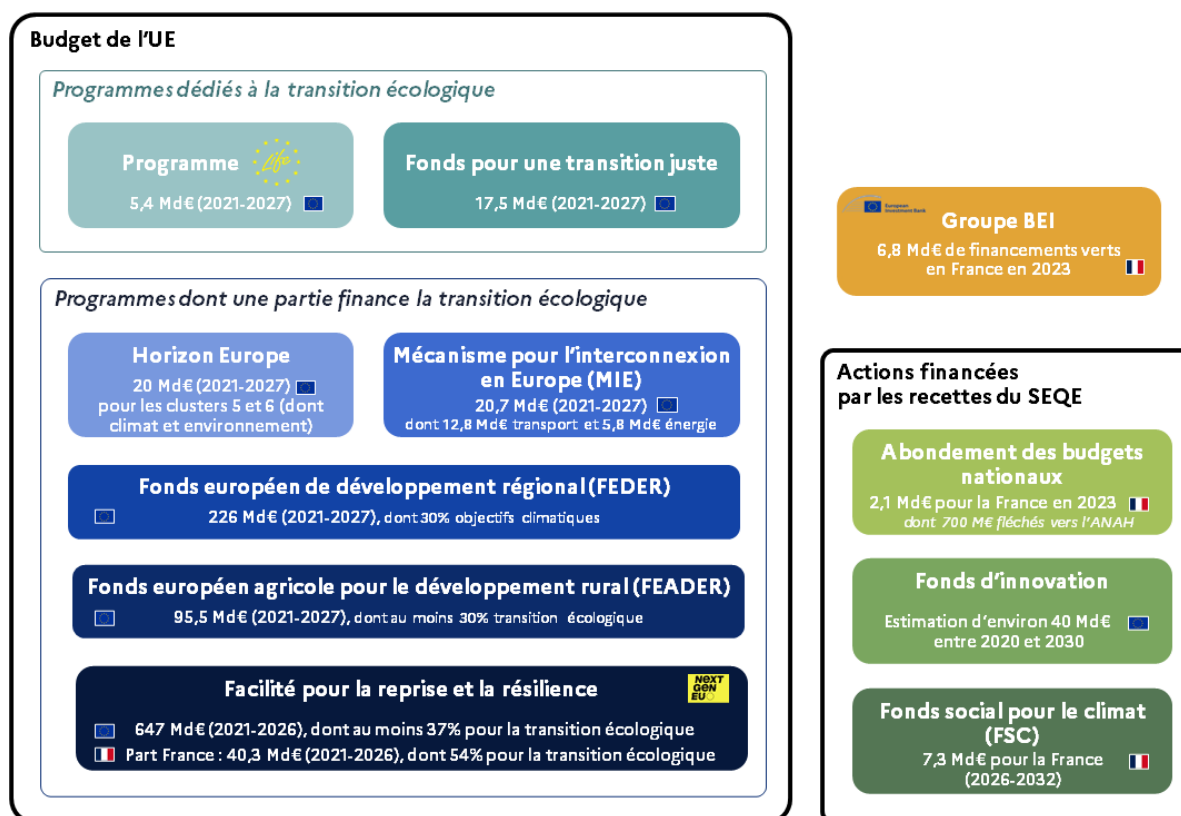 Budget de l'UE
Programmes dédiés à la transition écologique
Programme Life
5,4 Md€ (2021-2027)
Fonds pour une transition juste
17,5 Md€ (2021-2027)
Programmes dont une partie finance la transition écologique
Horizon Europe
20 Md€ (2021-2027)
pour les clusters 5 et 6 (dont
climat et environnement)
Mécanisme pour l'interconnexion
en Europe (MIE)
20,7 Md€ (2021-2027)
dont 12,8 Md€ transport et 5,8 Md€ énergie
Fonds européen de développement régional (FEDER)
226 Md€ (2021-2027), dont 30% objectifs climatiques
Fonds européen agricole pour le développement rural (FEADER)
95,5 Md€ (2021-2027), dont au moins 30% transition écologique
Facilité pour la reprise et la résilience
NEXT
GEN
EU
647 Md€ (2021-2026), dont au moins 37% pour la transition écologique
Part France : 40,3 Md€ (2021-2026), dont 54% pour la transition écologique
European
Investment Bank
Groupe BEI
6,8 Md€ de financements verts
en France en 2023
Actions financées
par les recettes du SEQE
Abondement des budgets
nationaux
2,1 Md€ pour la France en 2023
dont 700 M€ fléchés vers l'ANAH
Fonds d'innovation
Estimation d'environ 40 Md€
entre 2020 et 2030
Fonds social pour le climat
(FSC)
7,3 Md€ pour la France
(2026-2032)